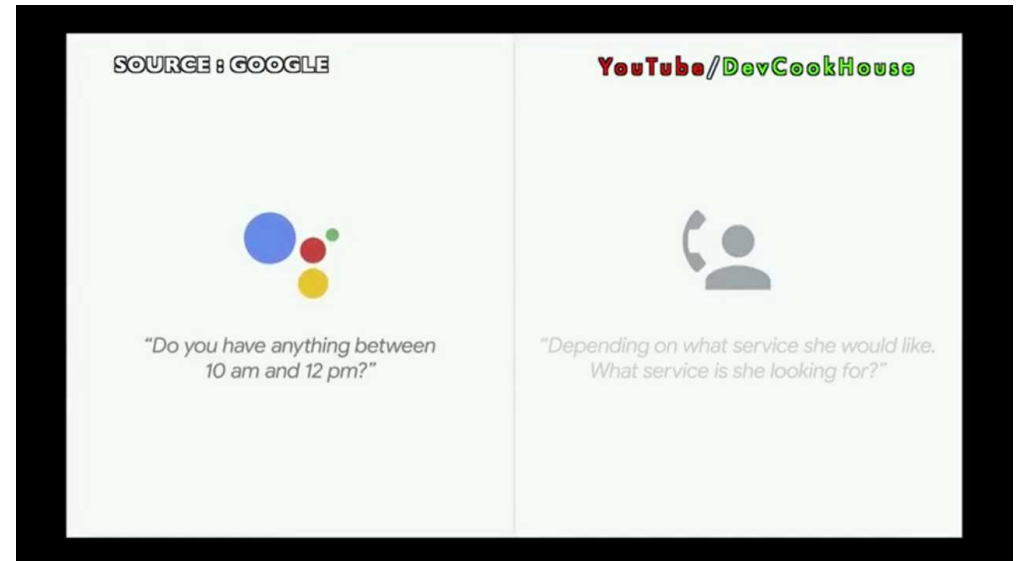 SOURCE : GOOGLE
YouTube/DevCookHouse
“Do you have anything between
10 am and 12 pm?”
“Depending on what service she would like.
What service is she looking for?”